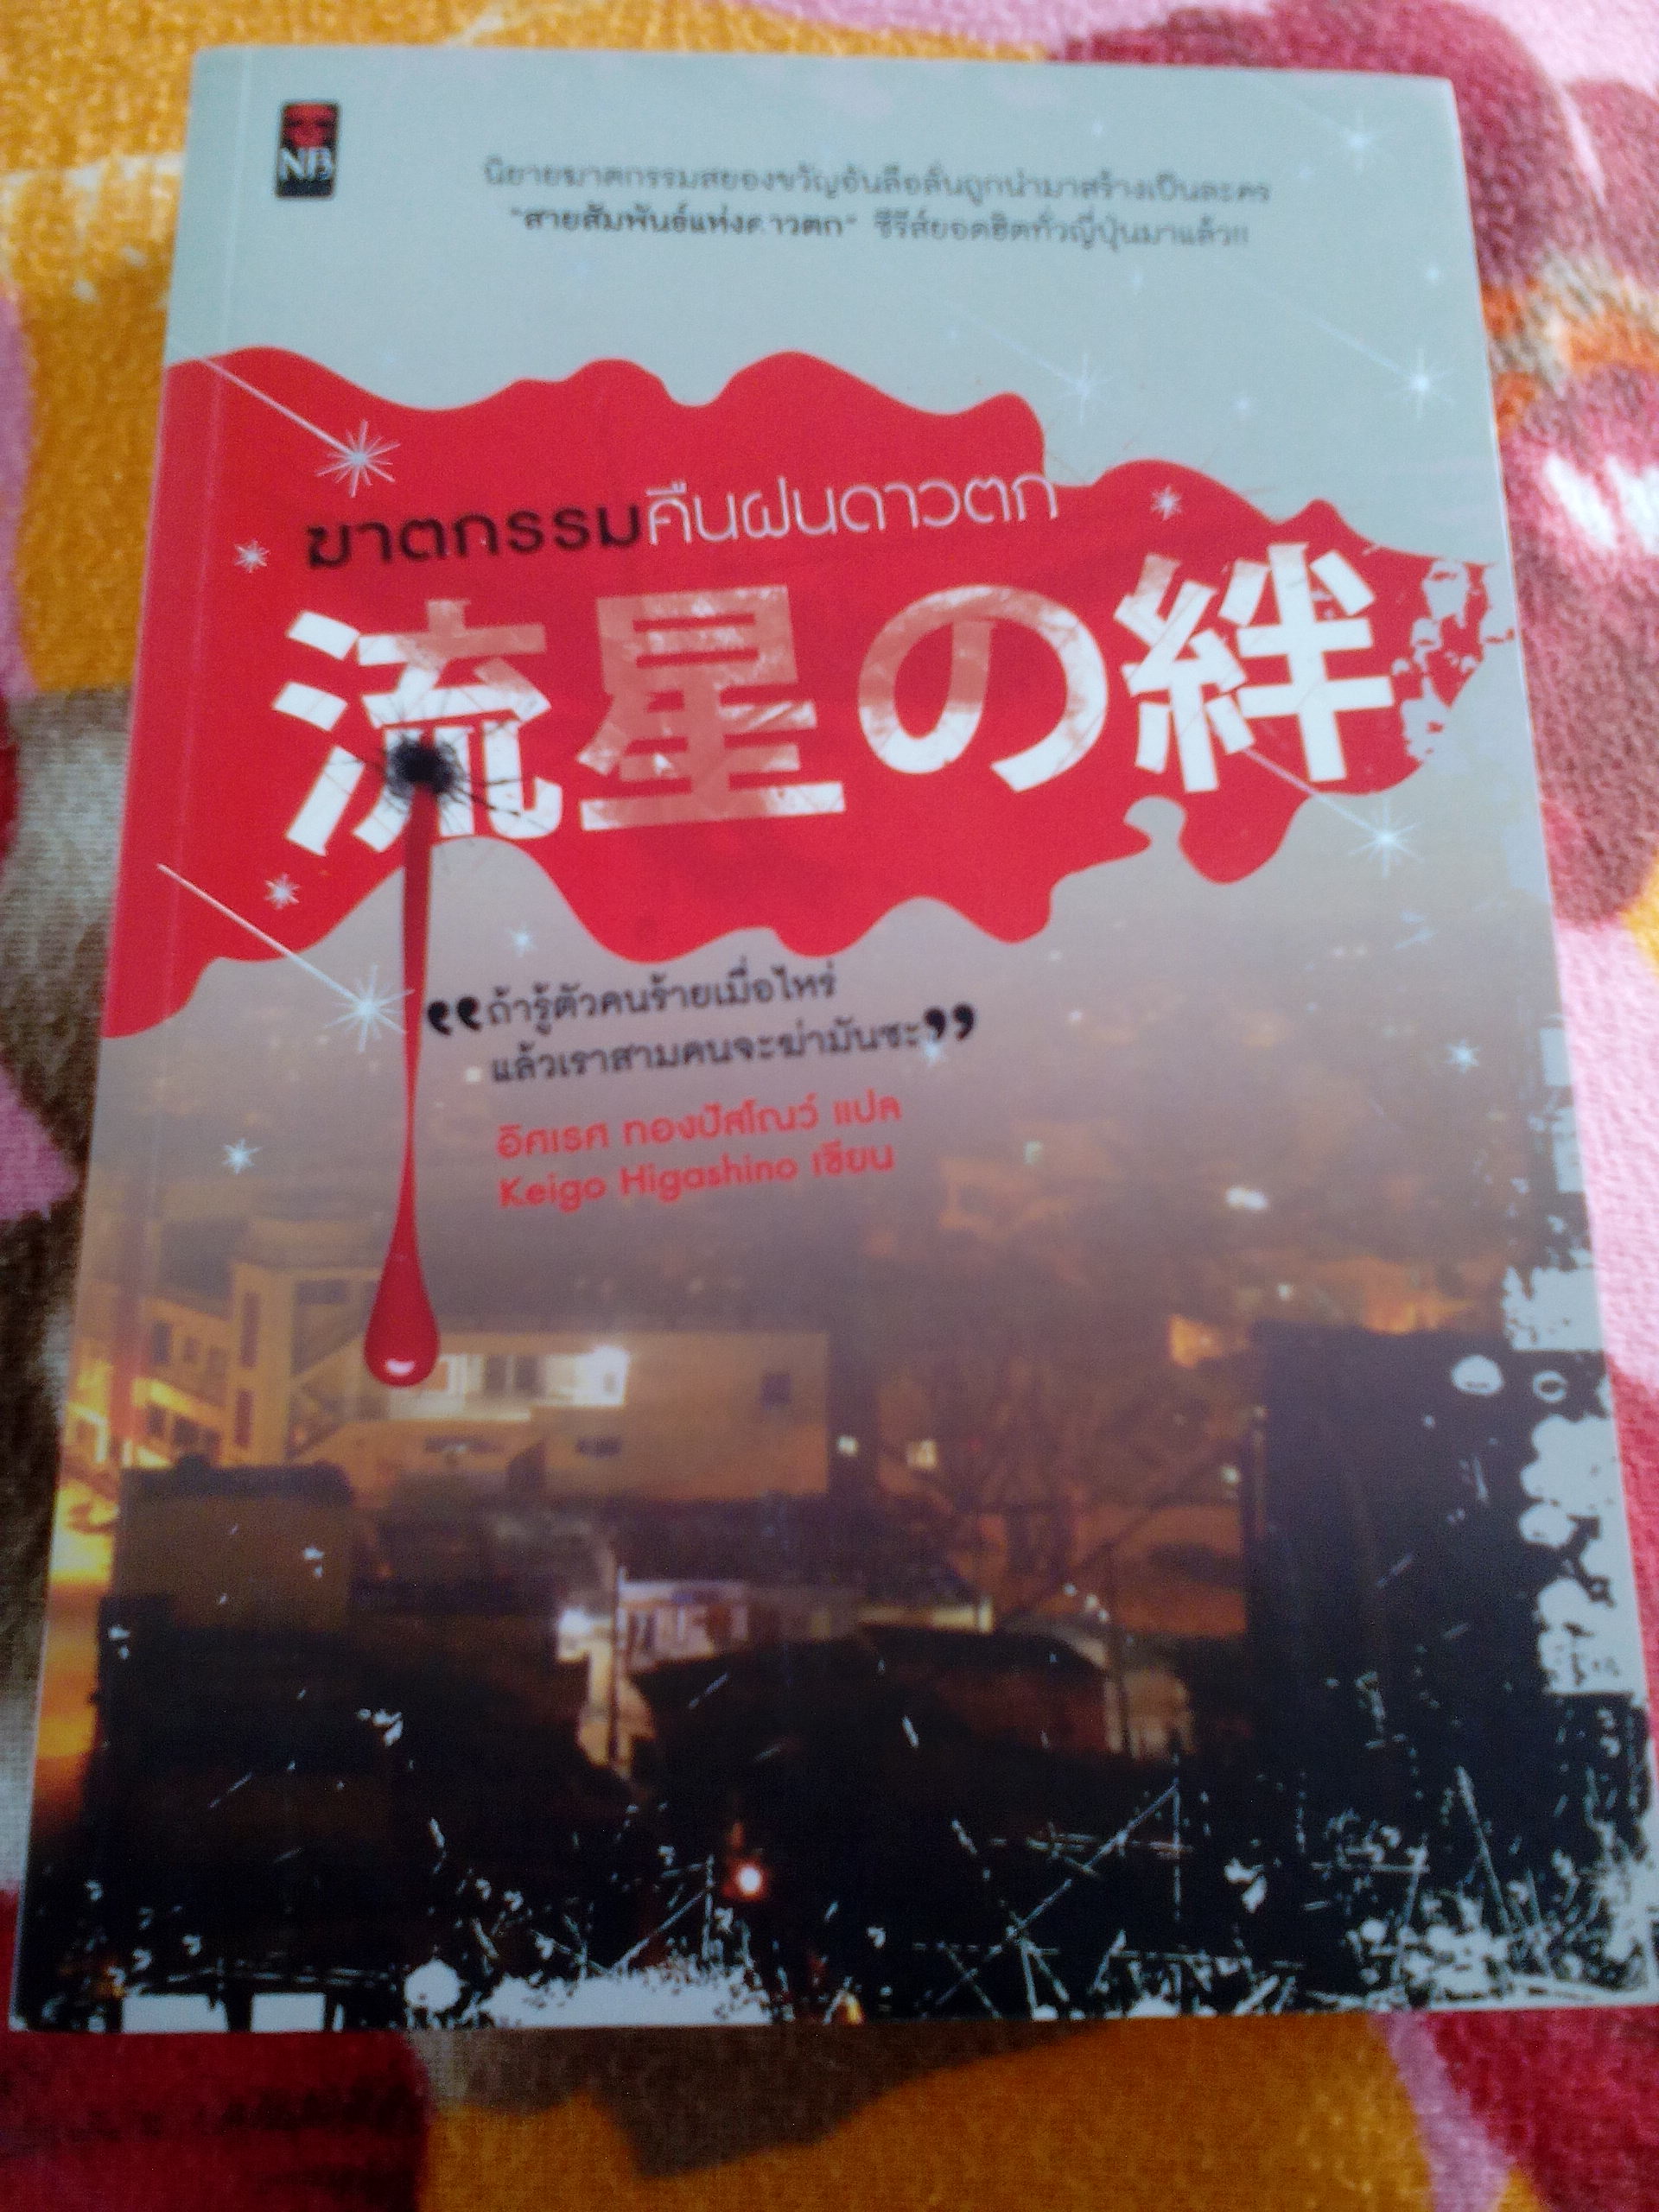 NB
นิยายฆาตกรรมสยองขวัญอันลือลั่นถูกนำมาสร้างเป็นละคร
"สายสัมพันธ์แห่งดาวตก" ซีรีส์ยอดฮิตทั่วญี่ปุ่นมาแล้ว!!
ฆาตกรรมคืนฝนดาวตก
流星の絆
“ถ้ารู้ตัวคนร้ายเมื่อไหร่
แล้วเราสามคนจะฆ่ามันซะ”
อิศเรศ ทองปัสโณว์ แปล
Keigo Higashino เขียน